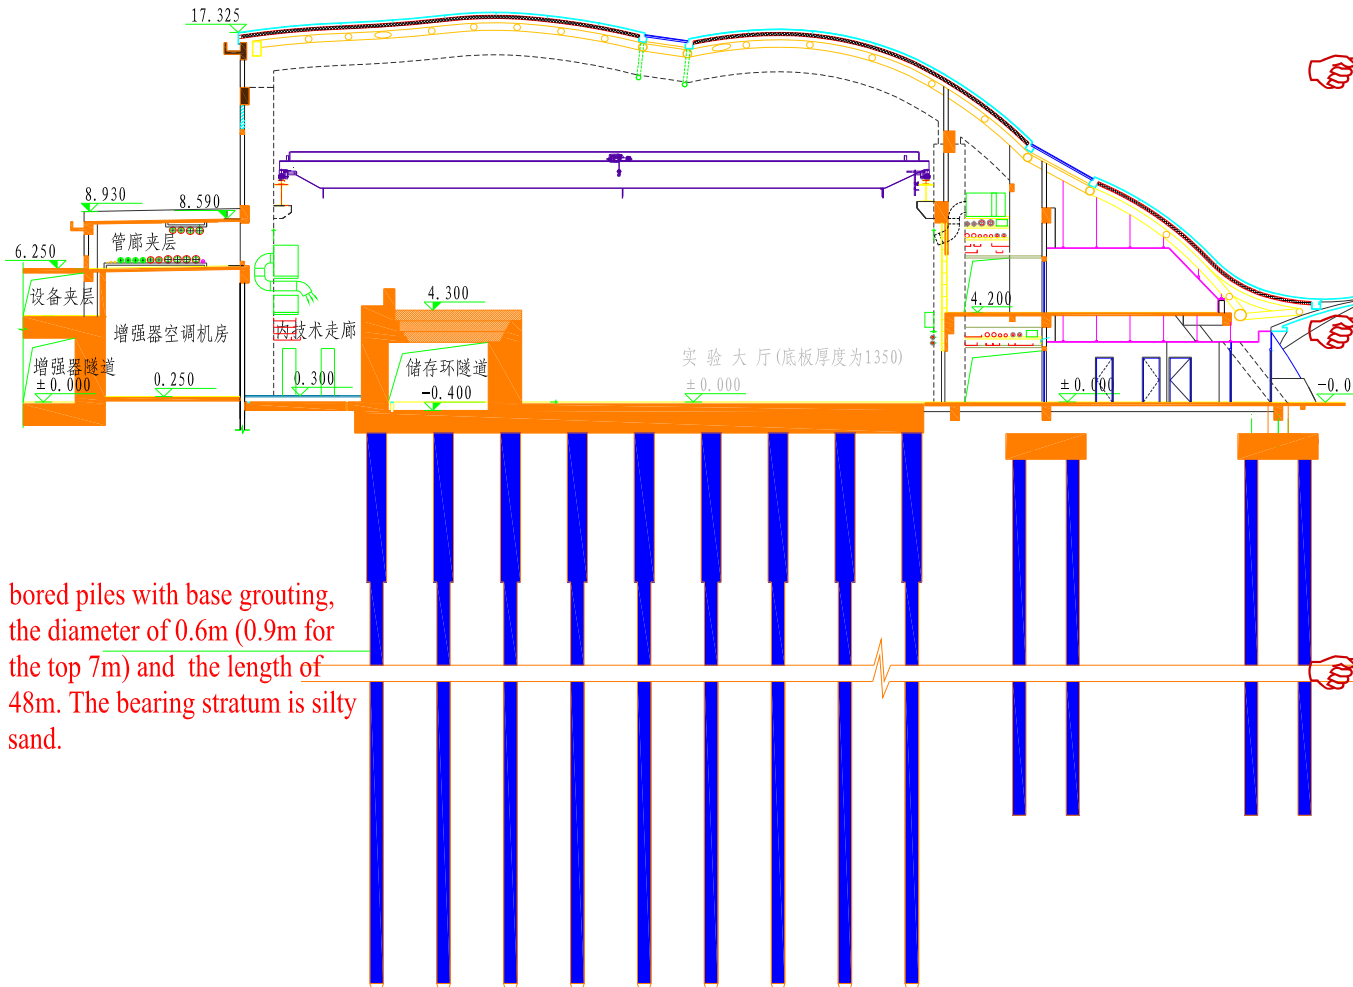 17.325
8.930
8.590
管廊夹层
6.250
设备夹层
增强器空调机房
内技术走廊
4.300
4.200
增强器隧道
±0.000
0.250
0.300
储存环隧道
-0.400
实 验 大 厅(底板厚度为1350)
±0.000
±0.000
-0.0
bored piles with base grouting,
the diameter of 0.6m (0.9m for
the top 7m) and the length of
48m. The bearing stratum is silty
sand.